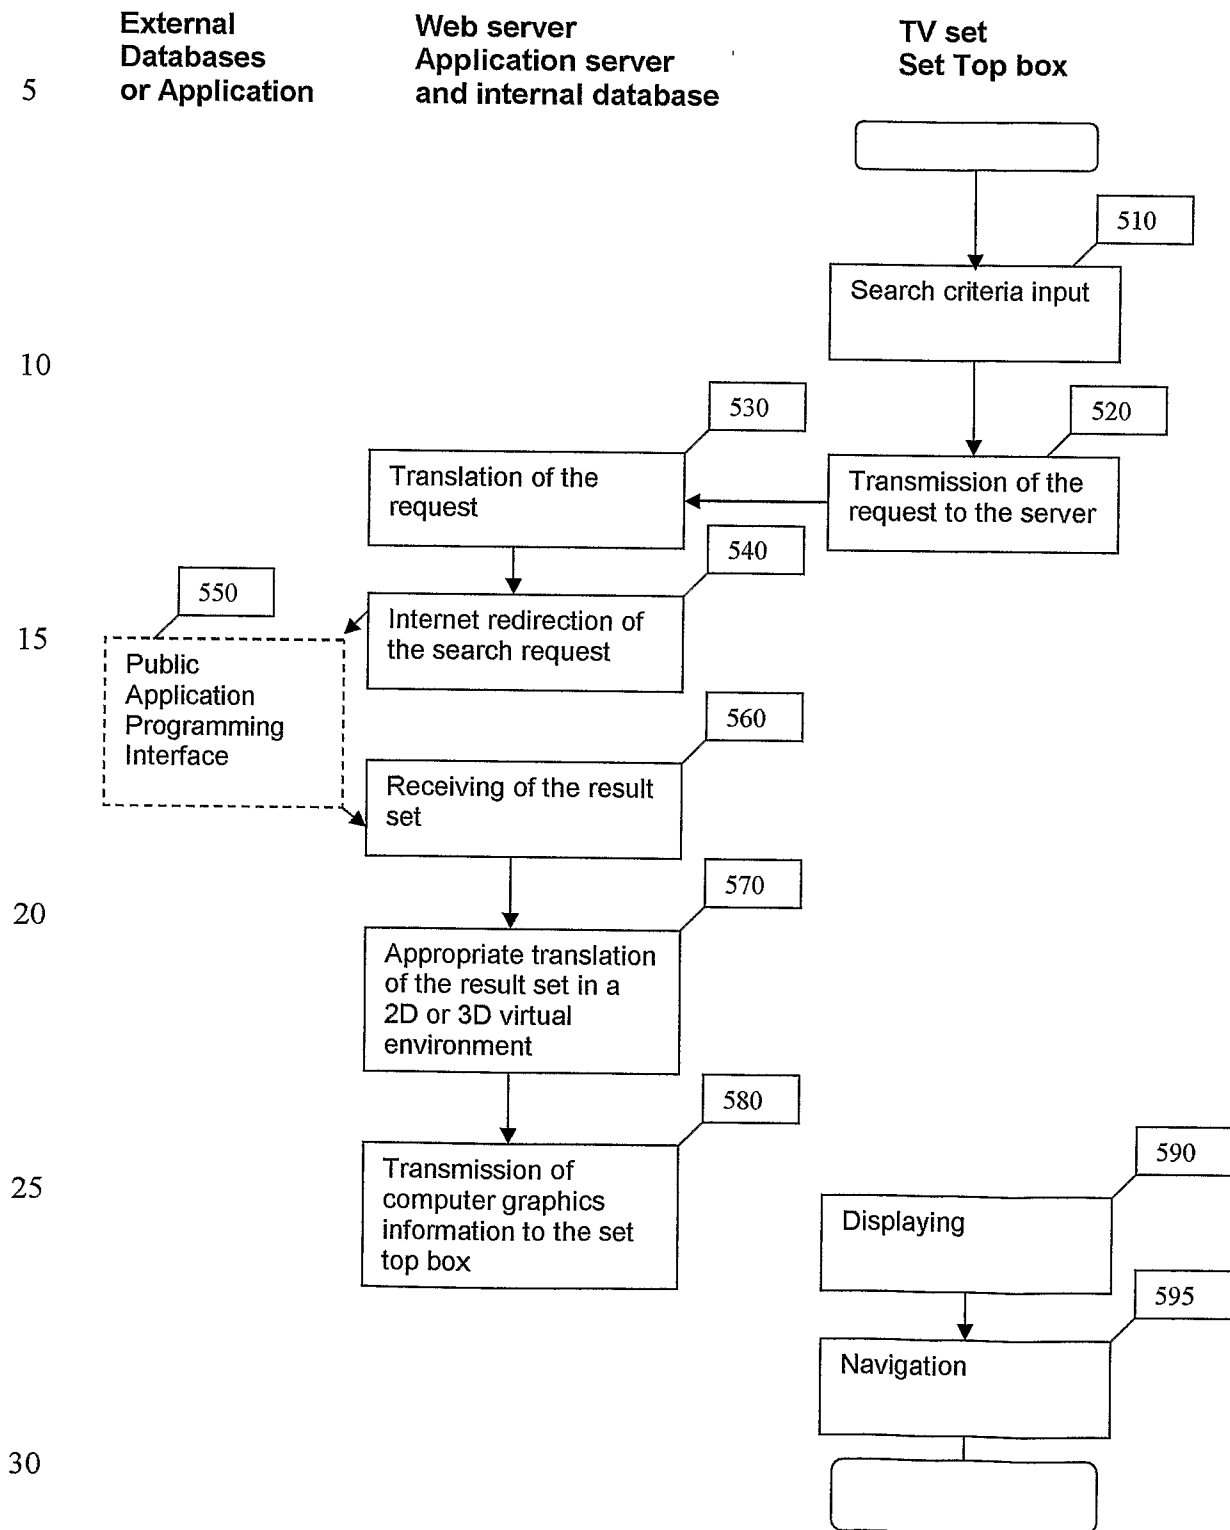 External
Databases
or Application
Web server
Application server
and internal database
TV set
Set Top box
5
510
Search criteria input
10
530
520
Translation of the
request
Transmission of the
request to the server
540
550
Internet redirection of
the search request
15
Public
Application
Programming
Interface
560
Receiving of the result
set
570
20
Appropriate translation
of the result set in a
2D or 3D virtual
environment
580
590
25
Transmission of
computer graphics
information to the set
top box
Displaying
595
Navigation
30